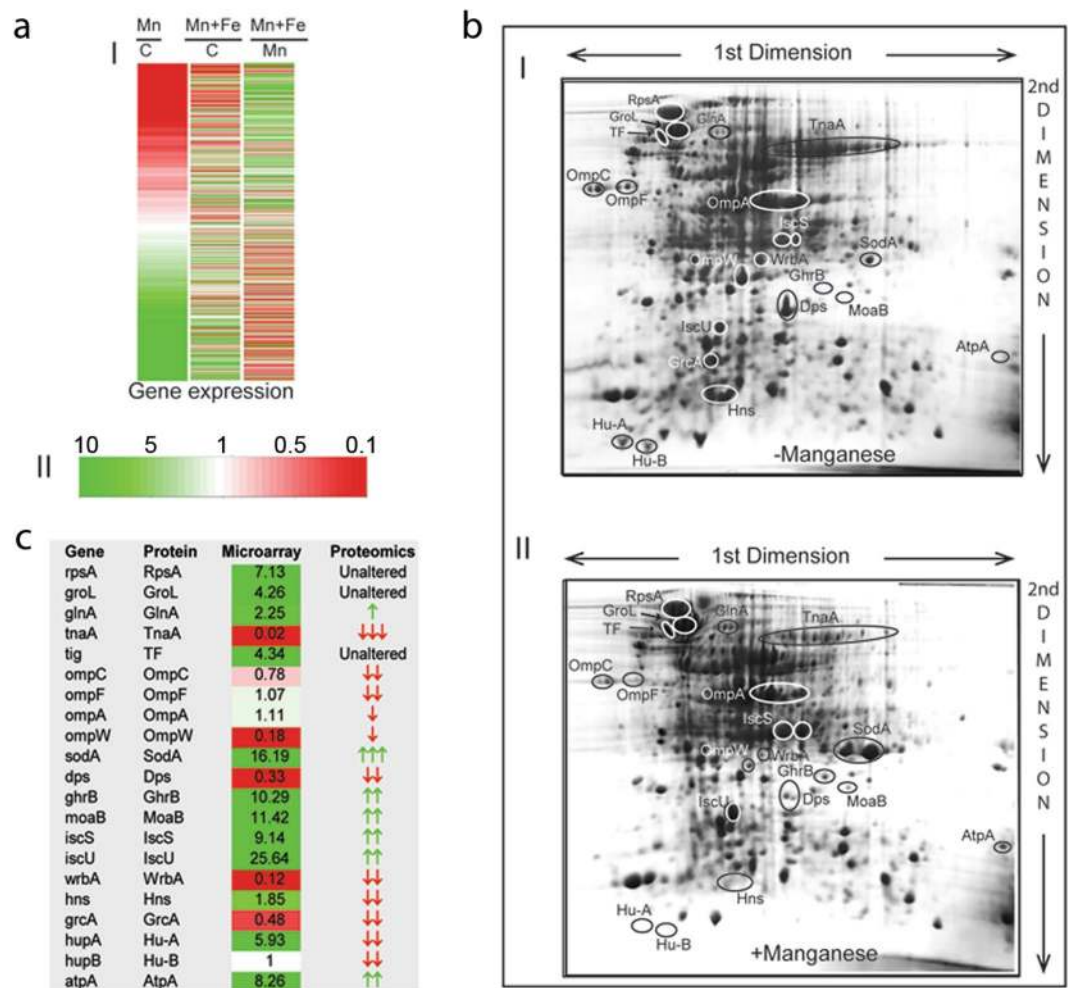 a
Mn Mn+Fe Mn+Fe
I C C Mn
Gene expression
10 5 1 0.5 0.1
II
c
Gene Protein Microarray Proteomics
rpsA RpsA 7.13 Unaltered
groL GroL 4.26 Unaltered
glnA GlnA 2.25 ↑
tnaA TnaA 0.02 ↓↓↓
tig TF 4.34 Unaltered
ompC OmpC 0.78 ↓↓
ompF OmpF 1.07 ↓↓
ompA OmpA 1.11 ↓
ompW OmpW 0.18 ↓
sodA SodA 16.19 ↑↑↑
dps Dps 0.33 ↓↓
ghrB GhrB 10.29 ↑↑
moaB MoaB 11.42 ↑↑
iscS IscS 9.14 ↑↑
iscU IscU 25.64 ↑↑
wrbA WrbA 0.12 ↓↓
hns Hns 1.85 ↓↓
grcA GrcA 0.48 ↓↓
hupA Hu-A 5.93 ↓↓
hupB Hu-B 1 ↓↓
atpA AtpA 8.26 ↑↑
b
I
1st Dimension
2nd
DIMENSION
RpsA
GroL GlnA
TF TnaA
OmpC
OmpF OmpA
IscS
OmpW WrbA SodA
GhrB
Dps MoaB
IscU
GrcA AtpA
Hns
Hu-A
Hu-B
-Manganese
II
1st Dimension
2nd
DIMENSION
RpsA
GroL GlnA TnaA
TF
OmpC
OmpF OmpA
IscS SodA
OmpW WrbA
GhrB
IscU Dps MoaB
AtpA
Hns
Hu-A
Hu-B
+Manganese